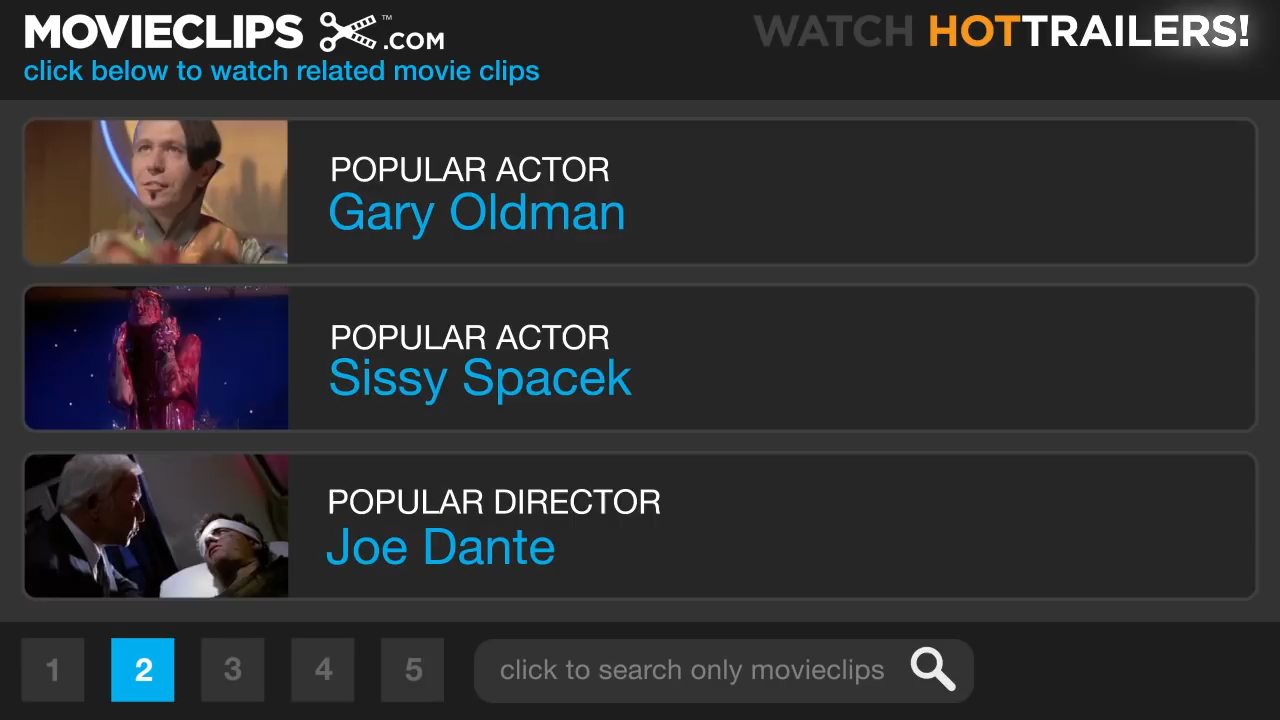 MOVIECLIPS ™ .COM
WATCH HOTTRAILERS!
click below to watch related movie clips
POPULAR ACTOR
Gary Oldman
POPULAR ACTOR
Sissy Spacek
POPULAR DIRECTOR
Joe Dante
1 2 3 4 5 click to search only movieclips